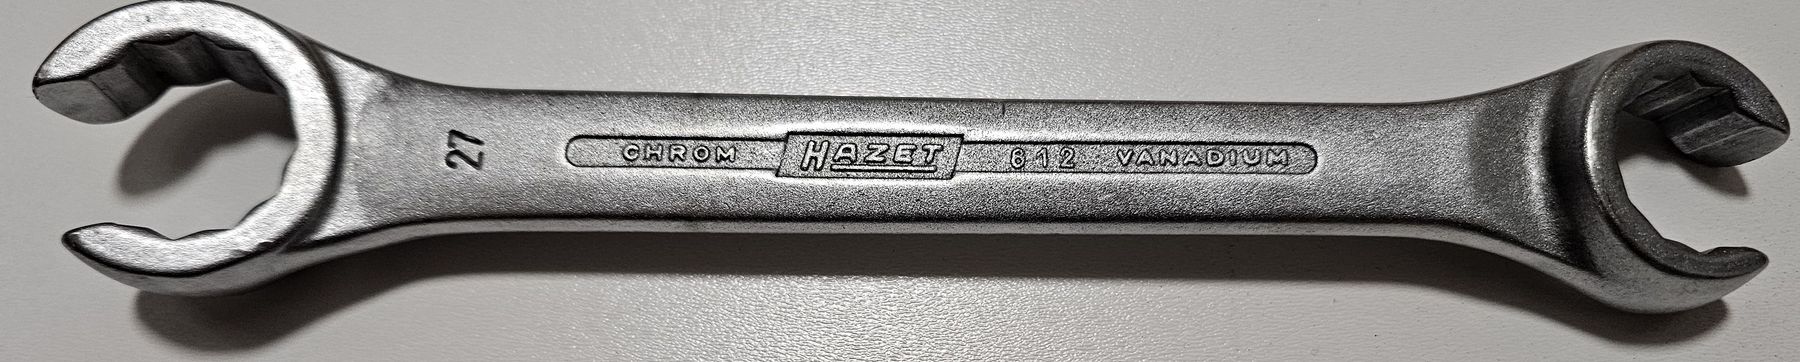 27
CHROM HAZET 612 VANADIUM